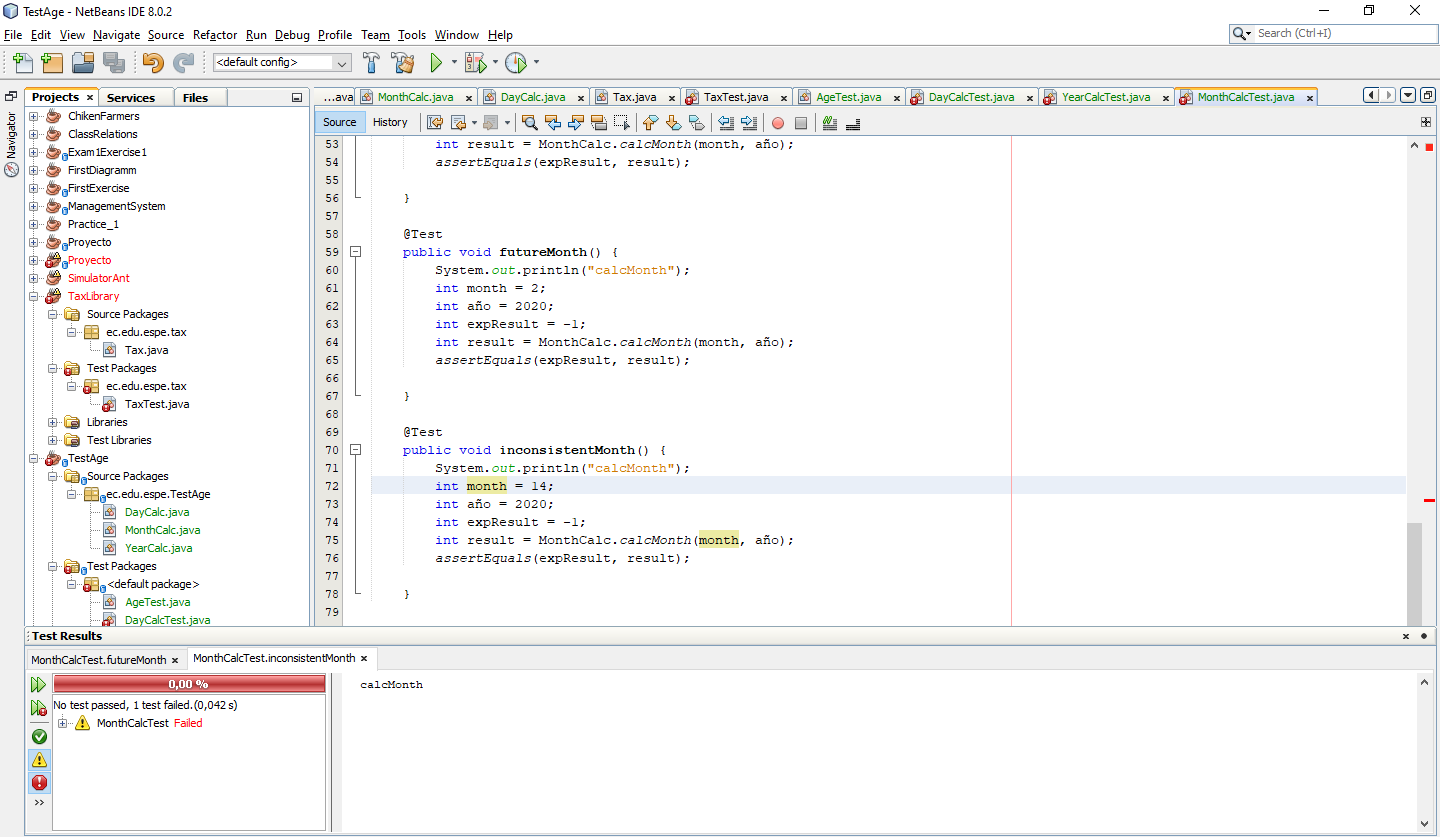 TestAge - NetBeans IDE 8.0.2
File Edit View Navigate Source Refactor Run Debug Profile Team Tools Window Help
Search (Ctrl+I)
<default config>
Projects Services Files
Navigator
ChikenFarmers
ClassRelations
Exam1Exercise1
FirstDiagramm
FirstExercise
ManagementSystem
Practice_1
Proyecto
Proyecto
SimulatorAnt
TaxLibrary
Source Packages
ec.edu.espe.tax
Tax.java
Test Packages
ec.edu.espe.tax
TaxTest.java
Libraries
Test Libraries
TestAge
Source Packages
ec.edu.espe.TestAge
DayCalc.java
MonthCalc.java
YearCalc.java
Test Packages
<default package>
AgeTest.java
DayCalcTest.java
...ava MonthCalc.java DayCalc.java Tax.java TaxTest.java AgeTest.java DayCalcTest.java YearCalcTest.java MonthCalcTest.java
Source History
53 int result = MonthCalc.calcMonth(month, año);
54 assertEquals(expResult, result);
55
56 }
57
58 @Test
59 public void futureMonth() {
60 System.out.println("calcMonth");
61 int month = 2;
62 int año = 2020;
63 int expResult = -1;
64 int result = MonthCalc.calcMonth(month, año);
65 assertEquals(expResult, result);
66
67 }
68
69 @Test
70 public void inconsistentMonth() {
71 System.out.println("calcMonth");
72 int month = 14;
73 int año = 2020;
74 int expResult = -1;
75 int result = MonthCalc.calcMonth(month, año);
76 assertEquals(expResult, result);
77
78 }
79
Test Results
MonthCalcTest.futureMonth MonthCalcTest.inconsistentMonth
0,00 %
No test passed, 1 test failed.(0,042 s)
MonthCalcTest Failed
calcMonth